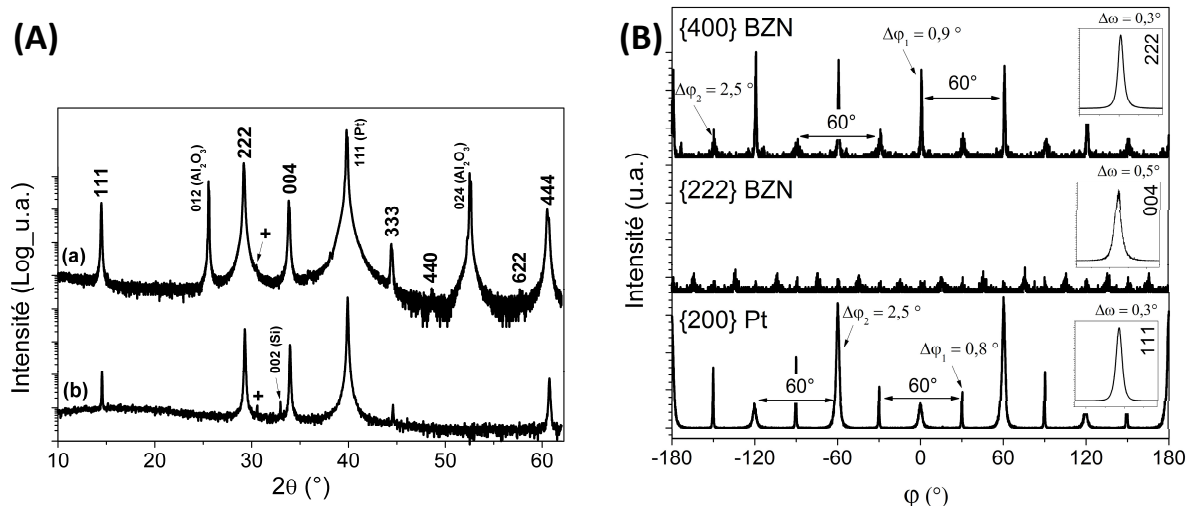 (A)
Intensité (Log_u.a.)
111
012 (Al₂O₃)
222
+
004
111 (Pt)
333
440
024 (Al₂O₃)
622
444
(a)
(b)
+
002 (Si)
10 20 30 40 50 60
2θ (°)
(B)
Intensité (u.a.)
Intensité (u.a.)
{400} BZN
Δφ₁ = 0,9 °
Δω = 0,3°
222
Δφ₂ = 2,5 °
60°
60°
{222} BZN
Δω = 0,5°
004
{200} Pt
Δφ₂ = 2,5 °
Δω = 0,3°
111
Δφ₁ = 0,8 °
60°
60°
-180 -120 -60 0 60 120 180
φ (°)